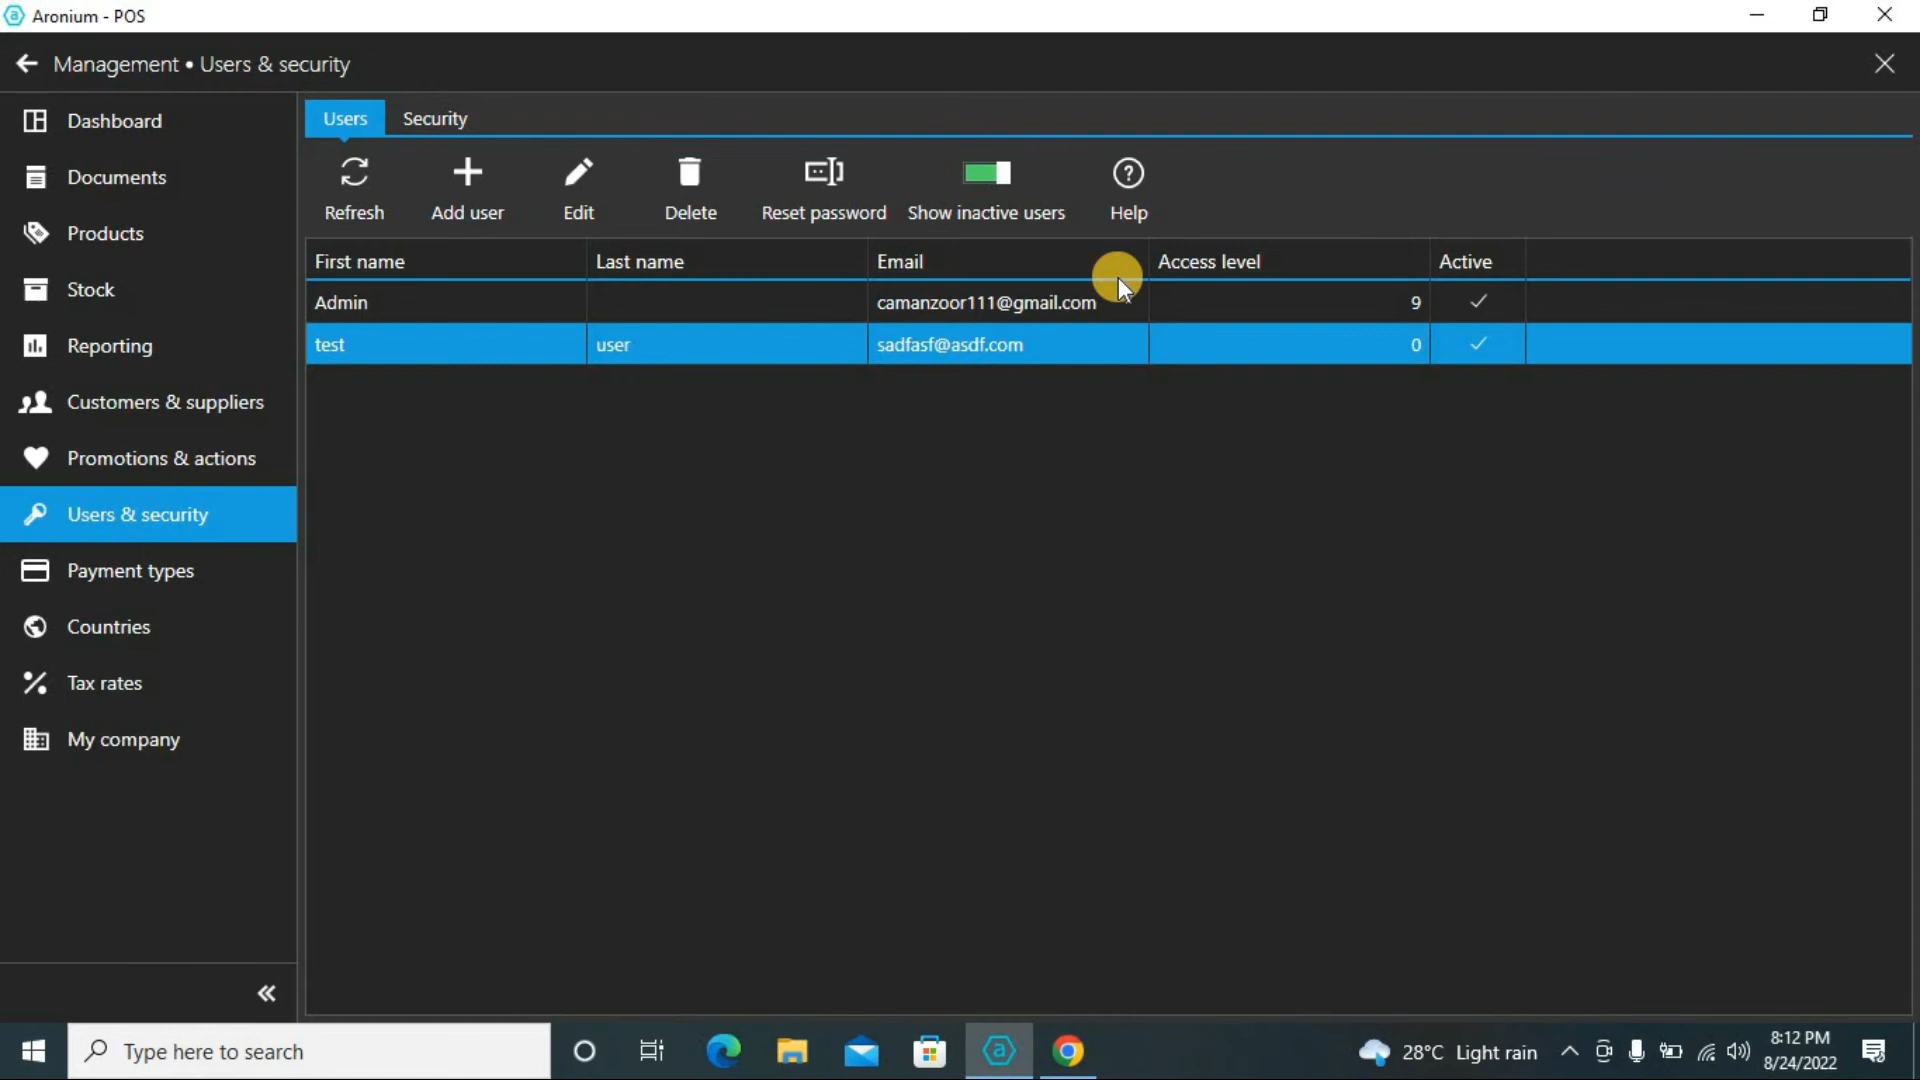 Aronium - POS
Management • Users & security
Dashboard
Documents
Products
Stock
Reporting
Customers & suppliers
Promotions & actions
Users & security
Payment types
Countries
Tax rates
My company
Users Security
Refresh Add user Edit Delete Reset password Show inactive users Help
First name Last name Email Access level Active
Admin camanzoor111@gmail.com 9
test user sadfasf@asdf.com 0
Type here to search
28°C Light rain
8:12 PM
8/24/2022